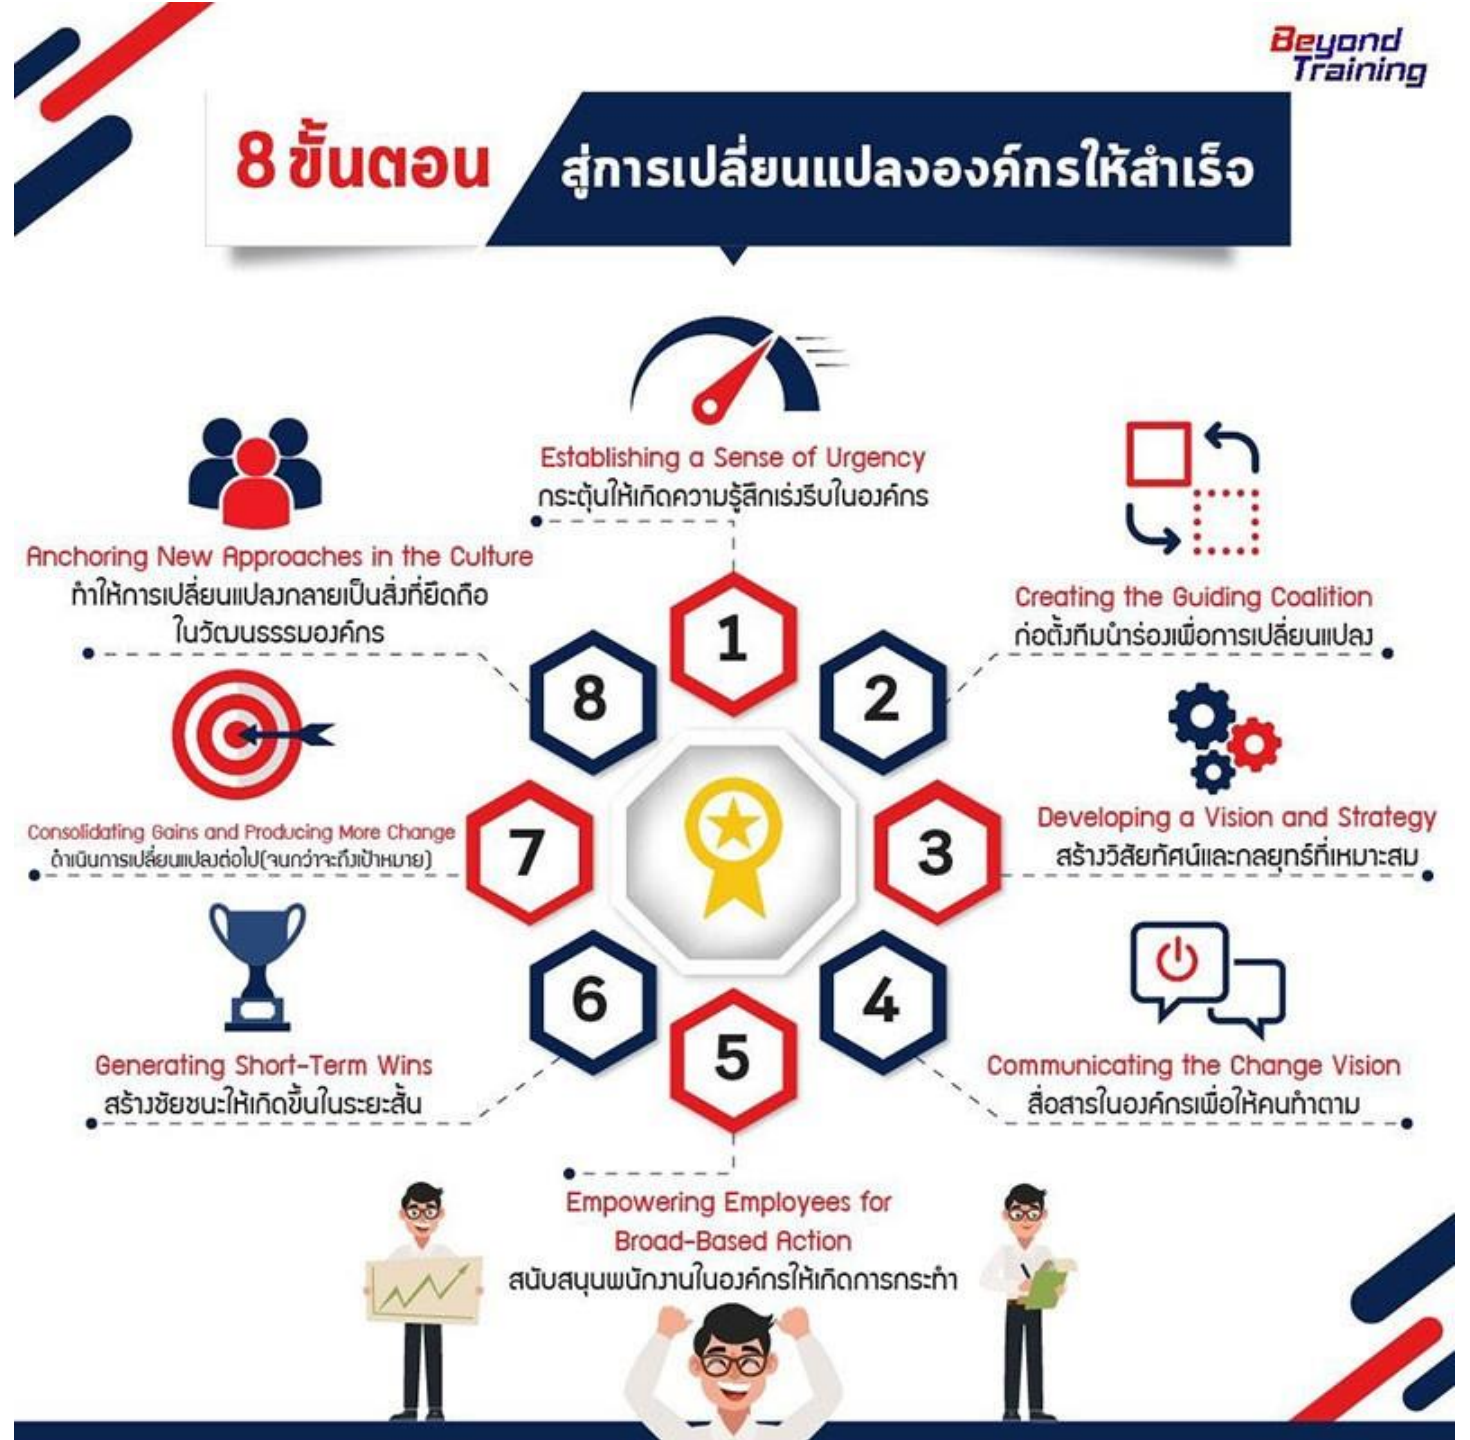 Beyond
Training
8 ขั้นตอน สู่การเปลี่ยนแปลงองค์กรให้สำเร็จ
1
Establishing a Sense of Urgency
กระตุ้นให้เกิดความรู้สึกเร่งรีบในองค์กร
2
Creating the Guiding Coalition
ก่อตั้งทีมนำร่องเพื่อการเปลี่ยนแปลง
3
Developing a Vision and Strategy
สร้างวิสัยทัศน์และกลยุทธ์ที่เหมาะสม
4
Communicating the Change Vision
สื่อสารในองค์กรเพื่อให้คนทำตาม
5
Empowering Employees for
Broad-Based Action
สนับสนุนพนักงานในองค์กรให้เกิดการกระทำ
6
Generating Short-Term Wins
สร้างชัยชนะให้เกิดขึ้นในระยะสั้น
7
Consolidating Gains and Producing More Change
ดำเนินการเปลี่ยนแปลงต่อไป(จนกว่าจะถึงเป้าหมาย)
8
Anchoring New Approaches in the Culture
ทำให้การเปลี่ยนแปลงกลายเป็นสิ่งที่ยึดถือ
ในวัฒนธรรมองค์กร